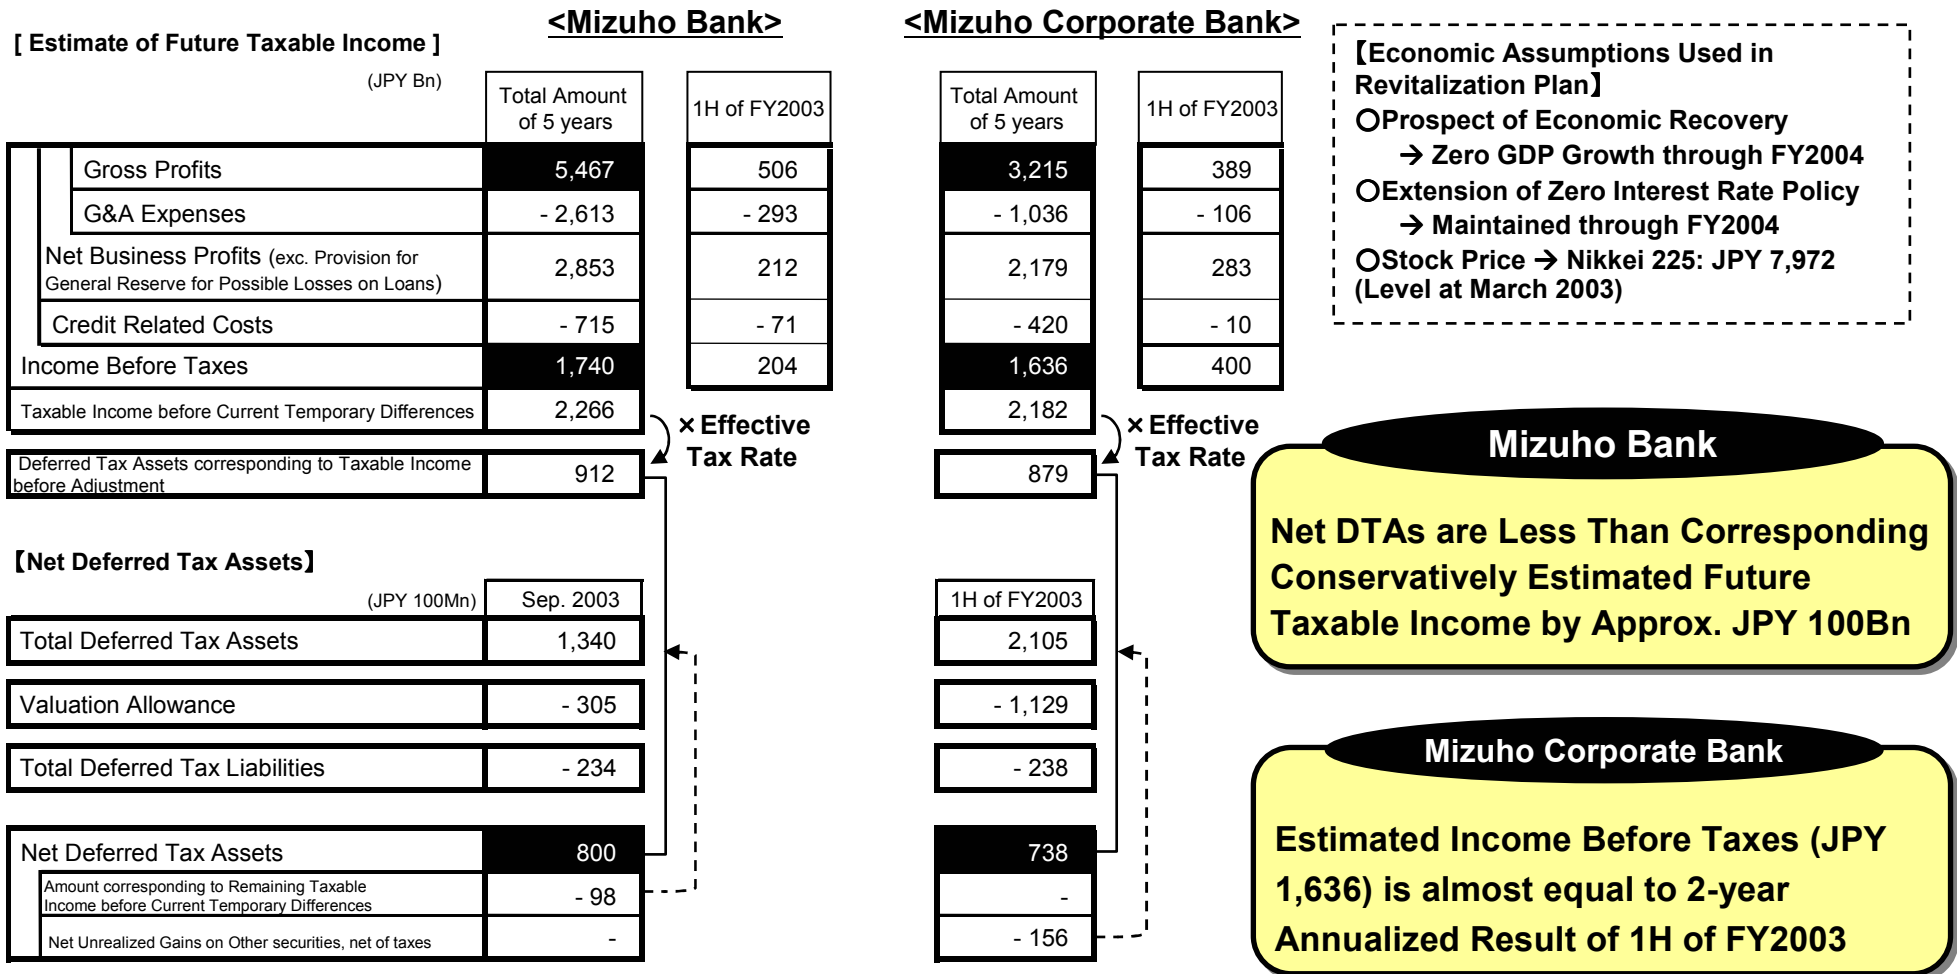 <Mizuho Bank>
<Mizuho Corporate Bank>
[ Estimate of Future Taxable Income ]
(JPY Bn)
Total Amount
of 5 years
1H of FY2003
Total Amount
of 5 years
1H of FY2003
Gross Profits 5,467 506 3,215 389
G&A Expenses - 2,613 - 293 - 1,036 - 106
Net Business Profits (exc. Provision for
General Reserve for Possible Losses on Loans) 2,853 212 2,179 283
Credit Related Costs - 715 - 71 - 420 - 10
Income Before Taxes 1,740 204 1,636 400
Taxable Income before Current Temporary Differences 2,266 2,182
× Effective
Tax Rate
× Effective
Tax Rate
Deferred Tax Assets corresponding to Taxable Income
before Adjustment 912 879
【Net Deferred Tax Assets】
(JPY 100Mn) Sep. 2003 1H of FY2003
Total Deferred Tax Assets 1,340 2,105
Valuation Allowance - 305 - 1,129
Total Deferred Tax Liabilities - 234 - 238
Net Deferred Tax Assets 800 738
Amount corresponding to Remaining Taxable
Income before Current Temporary Differences - 98 -
Net Unrealized Gains on Other securities, net of taxes - - 156
【Economic Assumptions Used in
Revitalization Plan】
○Prospect of Economic Recovery
→ Zero GDP Growth through FY2004
○Extension of Zero Interest Rate Policy
→ Maintained through FY2004
○Stock Price → Nikkei 225: JPY 7,972
(Level at March 2003)
Mizuho Bank
Net DTAs are Less Than Corresponding
Conservatively Estimated Future
Taxable Income by Approx. JPY 100Bn
Mizuho Corporate Bank
Estimated Income Before Taxes (JPY
1,636) is almost equal to 2-year
Annualized Result of 1H of FY2003